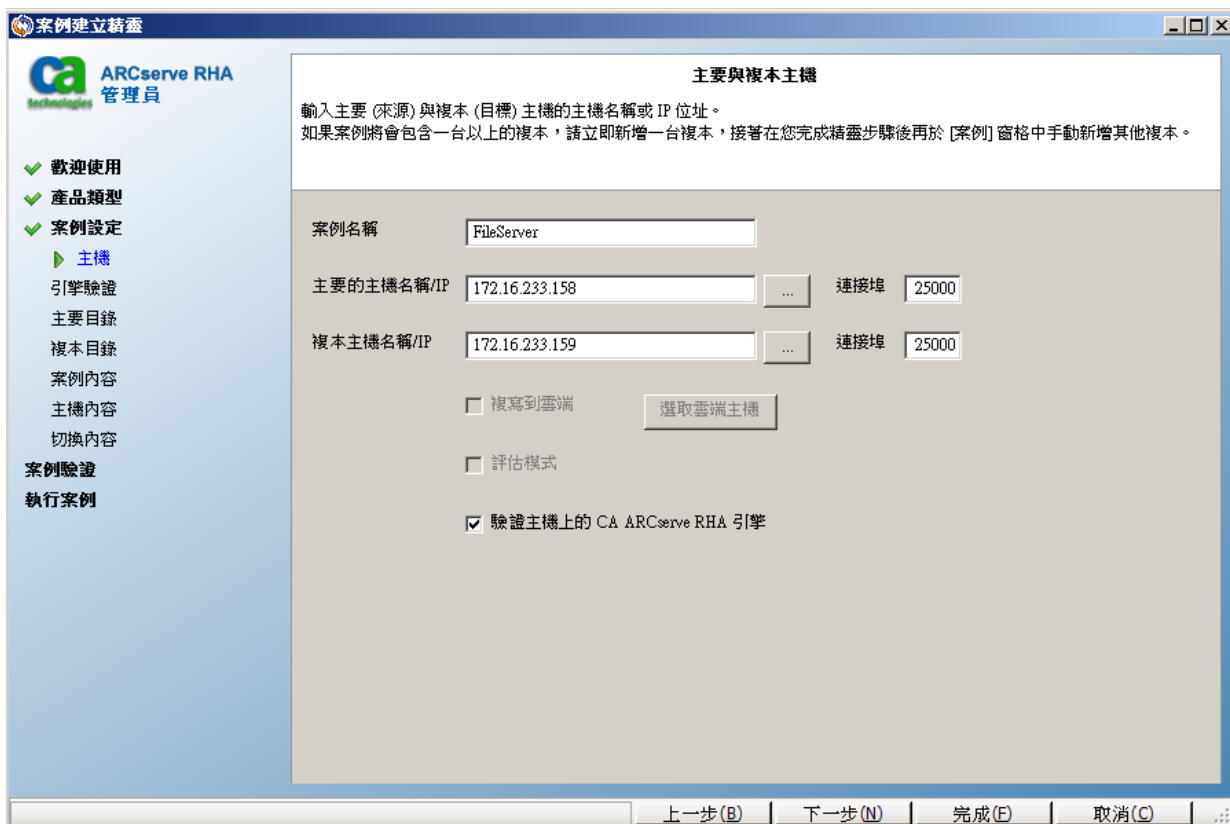 案例建立精靈
ca
technologies
ARCserve RHA
管理員
歡迎使用
產品類型
案例設定
主機
引擎驗證
主要目錄
複本目錄
案例內容
主機內容
切換內容
案例驗證
執行案例
主要與複本主機
輸入主要 (來源) 與複本 (目標) 主機的主機名稱或 IP 位址。
如果案例將會包含一台以上的複本，請立即新增一台複本，接著在您完成精靈步驟後再於 [案例] 窗格中手動新增其他複本。
案例名稱 FileServer
主要的主機名稱/IP 172.16.233.158 ... 連接埠 25000
複本主機名稱/IP 172.16.233.159 ... 連接埠 25000
複寫到雲端 選取雲端主機
評估模式
驗證主機上的 CA ARCserve RHA 引擎
上一步(B) 下一步(N) 完成(F) 取消(C)